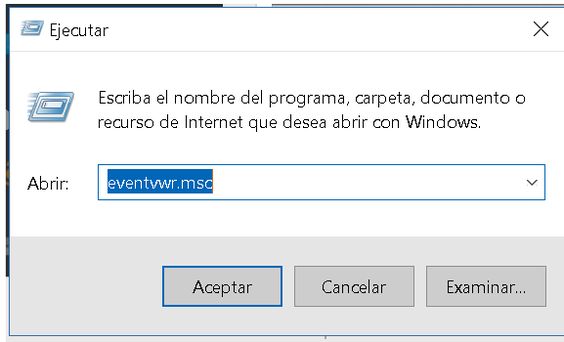 Ejecutar
Escriba el nombre del programa, carpeta, documento o
recurso de Internet que desea abrir con Windows.
Abrir:
eventvwr.msc
Aceptar
Cancelar
Examinar...